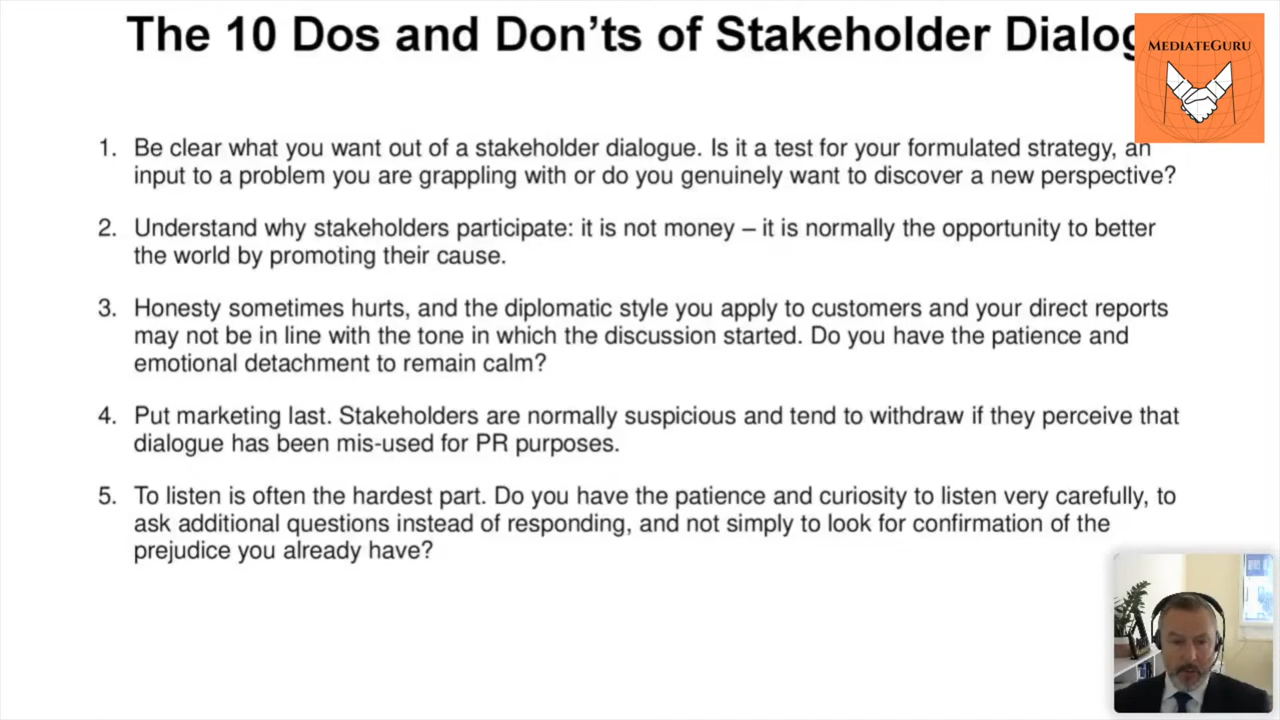 The 10 Dos and Don'ts of Stakeholder Dialog
MEDIATEGURU
1. Be clear what you want out of a stakeholder dialogue. Is it a test for your formulated strategy, an
input to a problem you are grappling with or do you genuinely want to discover a new perspective?
2. Understand why stakeholders participate: it is not money – it is normally the opportunity to better
the world by promoting their cause.
3. Honesty sometimes hurts, and the diplomatic style you apply to customers and your direct reports
may not be in line with the tone in which the discussion started. Do you have the patience and
emotional detachment to remain calm?
4. Put marketing last. Stakeholders are normally suspicious and tend to withdraw if they perceive that
dialogue has been mis-used for PR purposes.
5. To listen is often the hardest part. Do you have the patience and curiosity to listen very carefully, to
ask additional questions instead of responding, and not simply to look for confirmation of the
prejudice you already have?